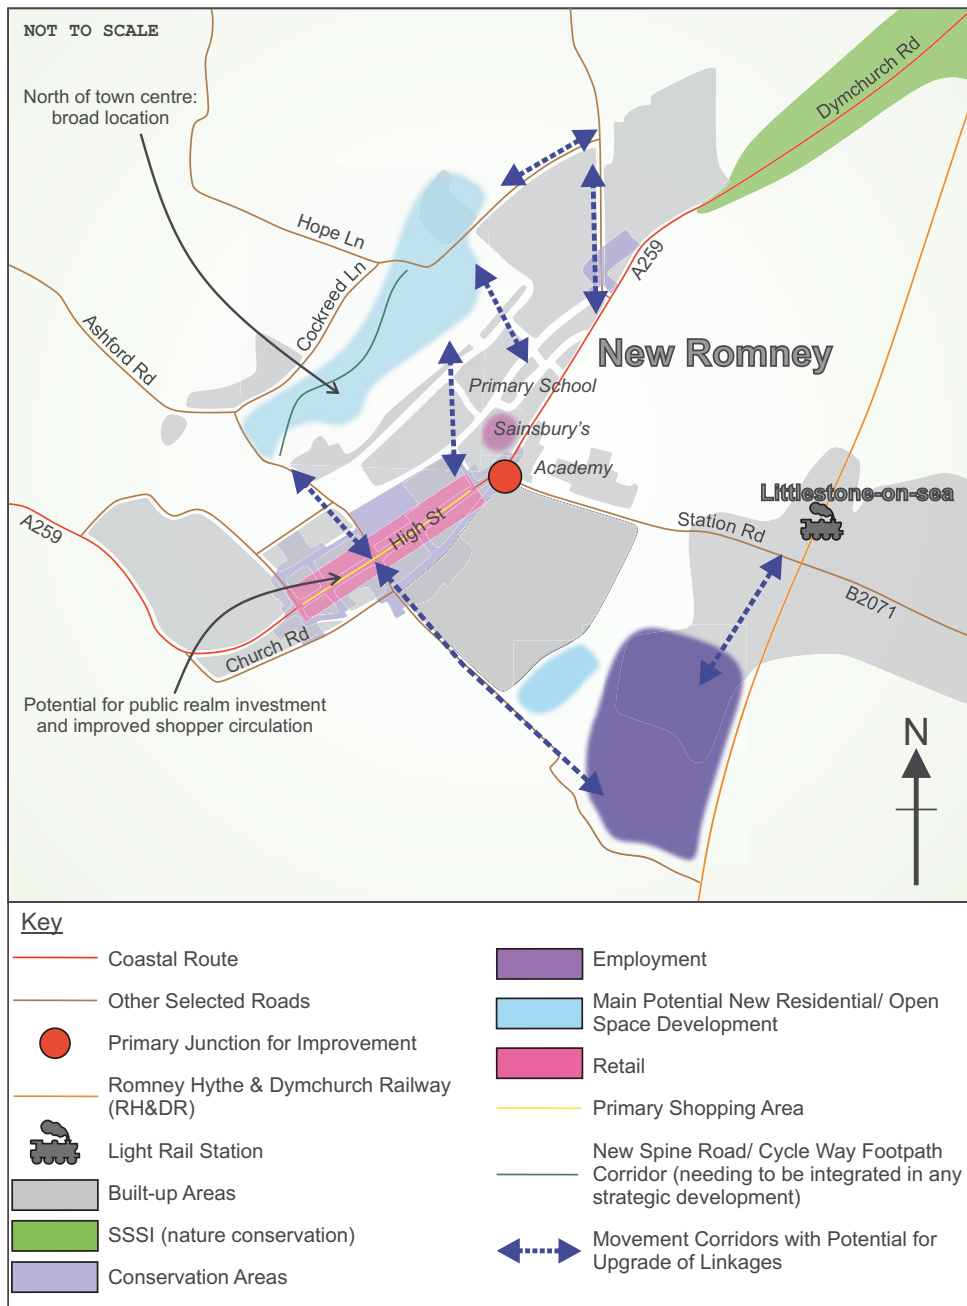 NOT TO SCALE
North of town centre:
broad location
Dymchurch Rd
Hope Ln
Cockreed Ln
Ashford Rd
A259
New Romney
Primary School
Sainsbury's
Academy
Littlestone-on-sea
A259
High St
Station Rd
B2071
Church Rd
Potential for public realm investment
and improved shopper circulation
N
Key
Coastal Route
Other Selected Roads
Primary Junction for Improvement
Romney Hythe & Dymchurch Railway
(RH&DR)
Light Rail Station
Built-up Areas
SSSI (nature conservation)
Conservation Areas
Employment
Main Potential New Residential/ Open
Space Development
Retail
Primary Shopping Area
New Spine Road/ Cycle Way Footpath
Corridor (needing to be integrated in any
strategic development)
Movement Corridors with Potential for
Upgrade of Linkages